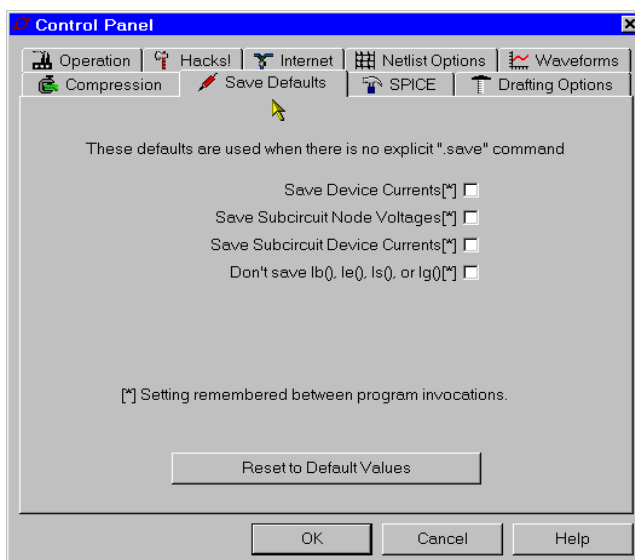 Control Panel
Operation Hacks! Internet Netlist Options Waveforms
Compression Save Defaults SPICE Drafting Options
These defaults are used when there is no explicit ".save" command
Save Device Currents[*]
Save Subcircuit Node Voltages[*]
Save Subcircuit Device Currents[*]
Don't save Ib(), Ie(), Is(), or Ig()[*]
[*] Setting remembered between program invocations.
Reset to Default Values
OK Cancel Help